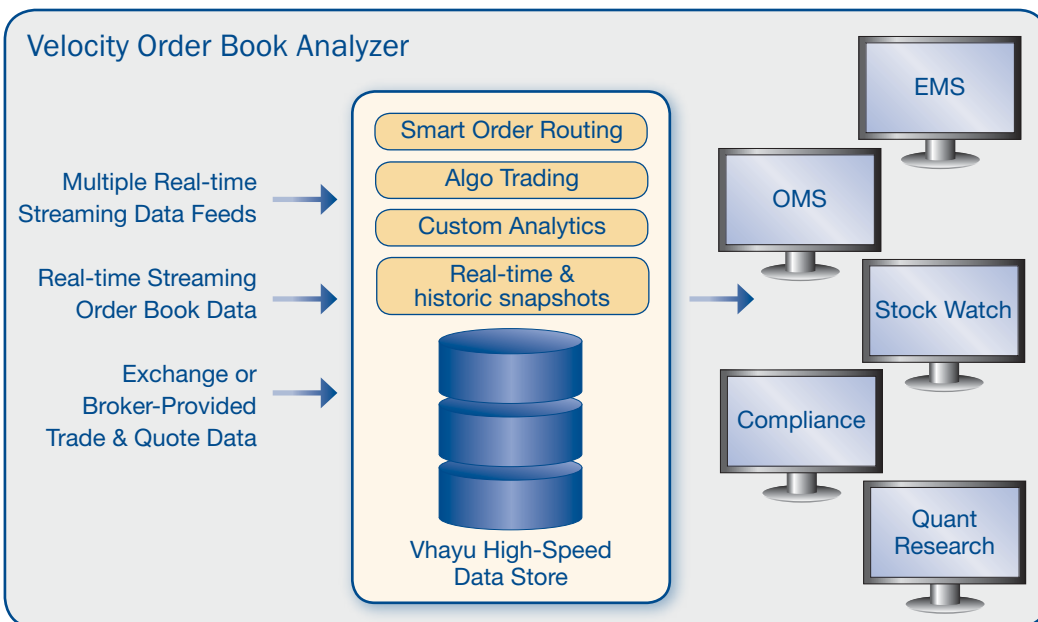 Velocity Order Book Analyzer
Multiple Real-time
Streaming Data Feeds
Real-time Streaming
Order Book Data
Exchange or
Broker-Provided
Trade & Quote Data
Smart Order Routing
Algo Trading
Custom Analytics
Real-time &
historic snapshots
Vhayu High-Speed
Data Store
EMS
OMS
Stock Watch
Compliance
Quant
Research